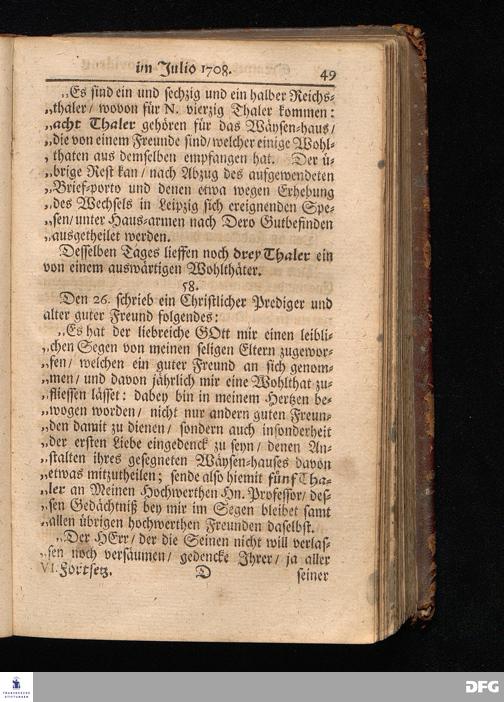 im Julio 1708. 49
„Es sind ein und sechzig und ein halber Reichs-
„thaler/ wovon für N. vierzig Thaler kommen:
„acht Thaler gehören für das Wäysen-haus/
„die von einem Freunde sind/ welcher einige Wohl-
„thaten aus demselben empfangen hat. Der ü-
„brige Rest kan/ nach Abzug des aufgewendeten
„Brief-porto und denen etwa wegen Erhebung
„des Wechsels in Leipzig sich ereignenden Spe-
„sen/ unter Haus-armen nach Dero Gutbefinden
„ausgetheilet werden.
Desselben Tages lieffen noch drey Thaler ein
von einem auswärtigen Wohlthäter.
58.
Den 26. schrieb ein Christlicher Prediger und
alter guter Freund folgendes:
„Es hat der liebreiche GOtt mir einen leibli-
„chen Segen von meinen seligen Eltern zugewor-
„fen/ welchen ein guter Freund an sich genom-
„men/ und davon jährlich mir eine Wohlthat zu-
„fliessen lässet: dabey bin in meinem Hertzen be-
„wogen worden/ nicht nur andern guten Freun-
„den damit zu dienen/ sondern auch insonderheit
„der ersten Liebe eingedenck zu seyn/ denen An-
„stalten ihres gesegneten Wäysen-hauses davon
„etwas mitzutheilen; sende also hiemit fünf Tha-
„ler an Meinen Hochwerthen Hn. Professor/ des-
„sen Gedächtniß bey mir im Segen bleibet samt
„allen übrigen hochwerthen Freunden daselbst.
„Der HErr/ der die Seinen nicht will verlas-
„sen noch versäumen/ gedencke Ihrer/ ja aller
VI. Fortsetz. D seiner
FRANCKESCHE
STIFTUNGEN
DFG